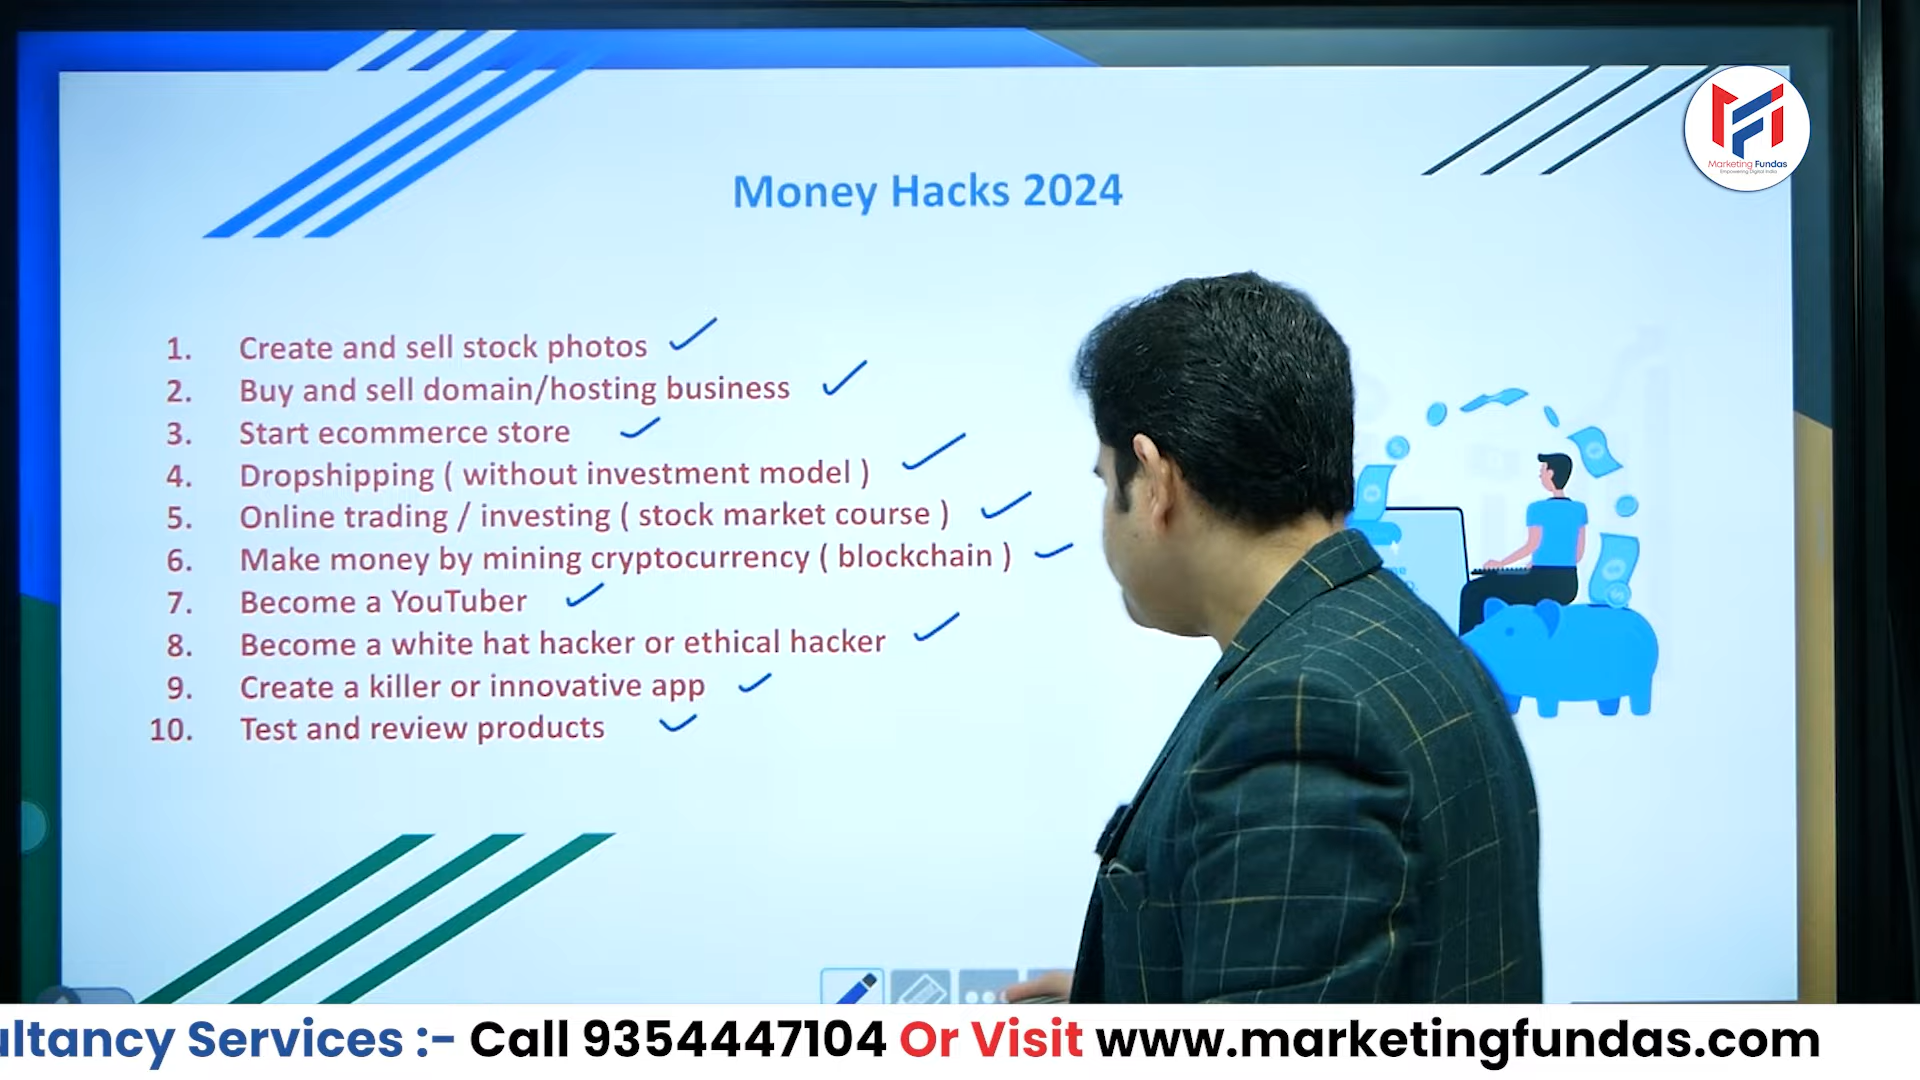 Marketing Fundas
Empowering Digital India
Money Hacks 2024
1. Create and sell stock photos
2. Buy and sell domain/hosting business
3. Start ecommerce store
4. Dropshipping ( without investment model )
5. Online trading / investing ( stock market course )
6. Make money by mining cryptocurrency ( blockchain )
7. Become a YouTuber
8. Become a white hat hacker or ethical hacker
9. Create a killer or innovative app
10. Test and review products
ultancy Services :- Call 9354447104 Or Visit www.marketingfundas.com